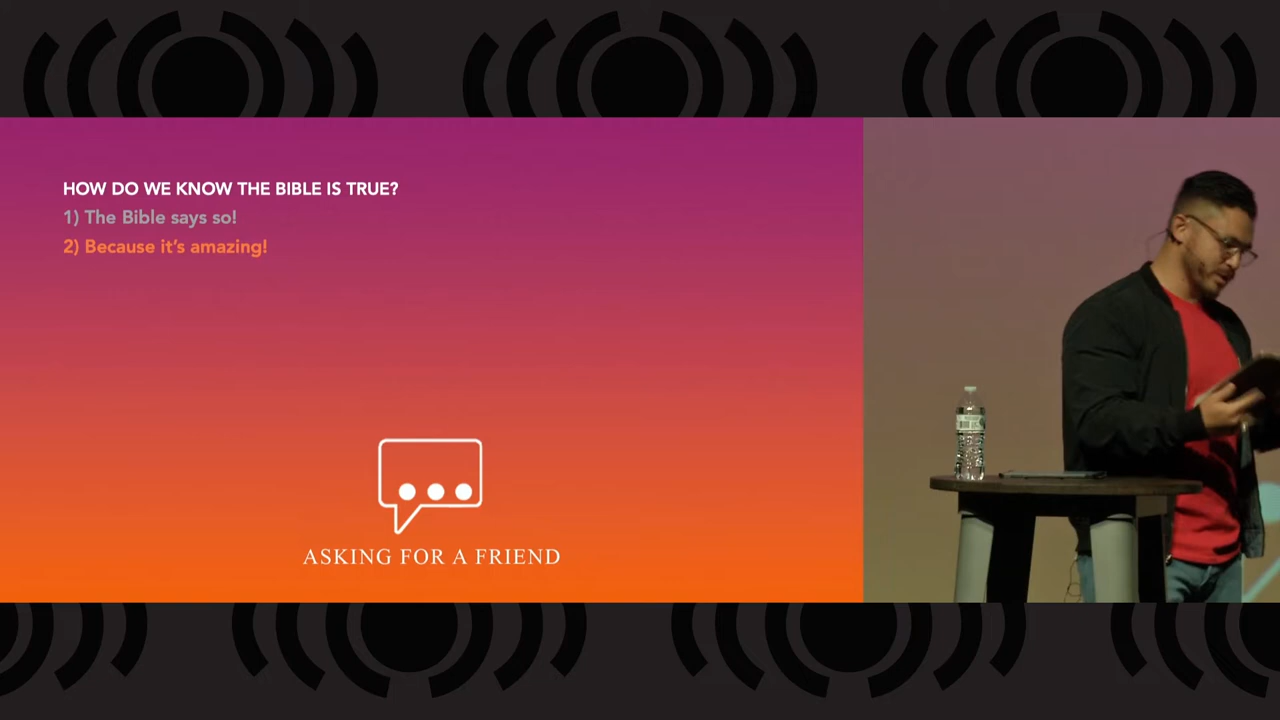 HOW DO WE KNOW THE BIBLE IS TRUE?
1) The Bible says so!
2) Because it's amazing!
ASKING FOR A FRIEND